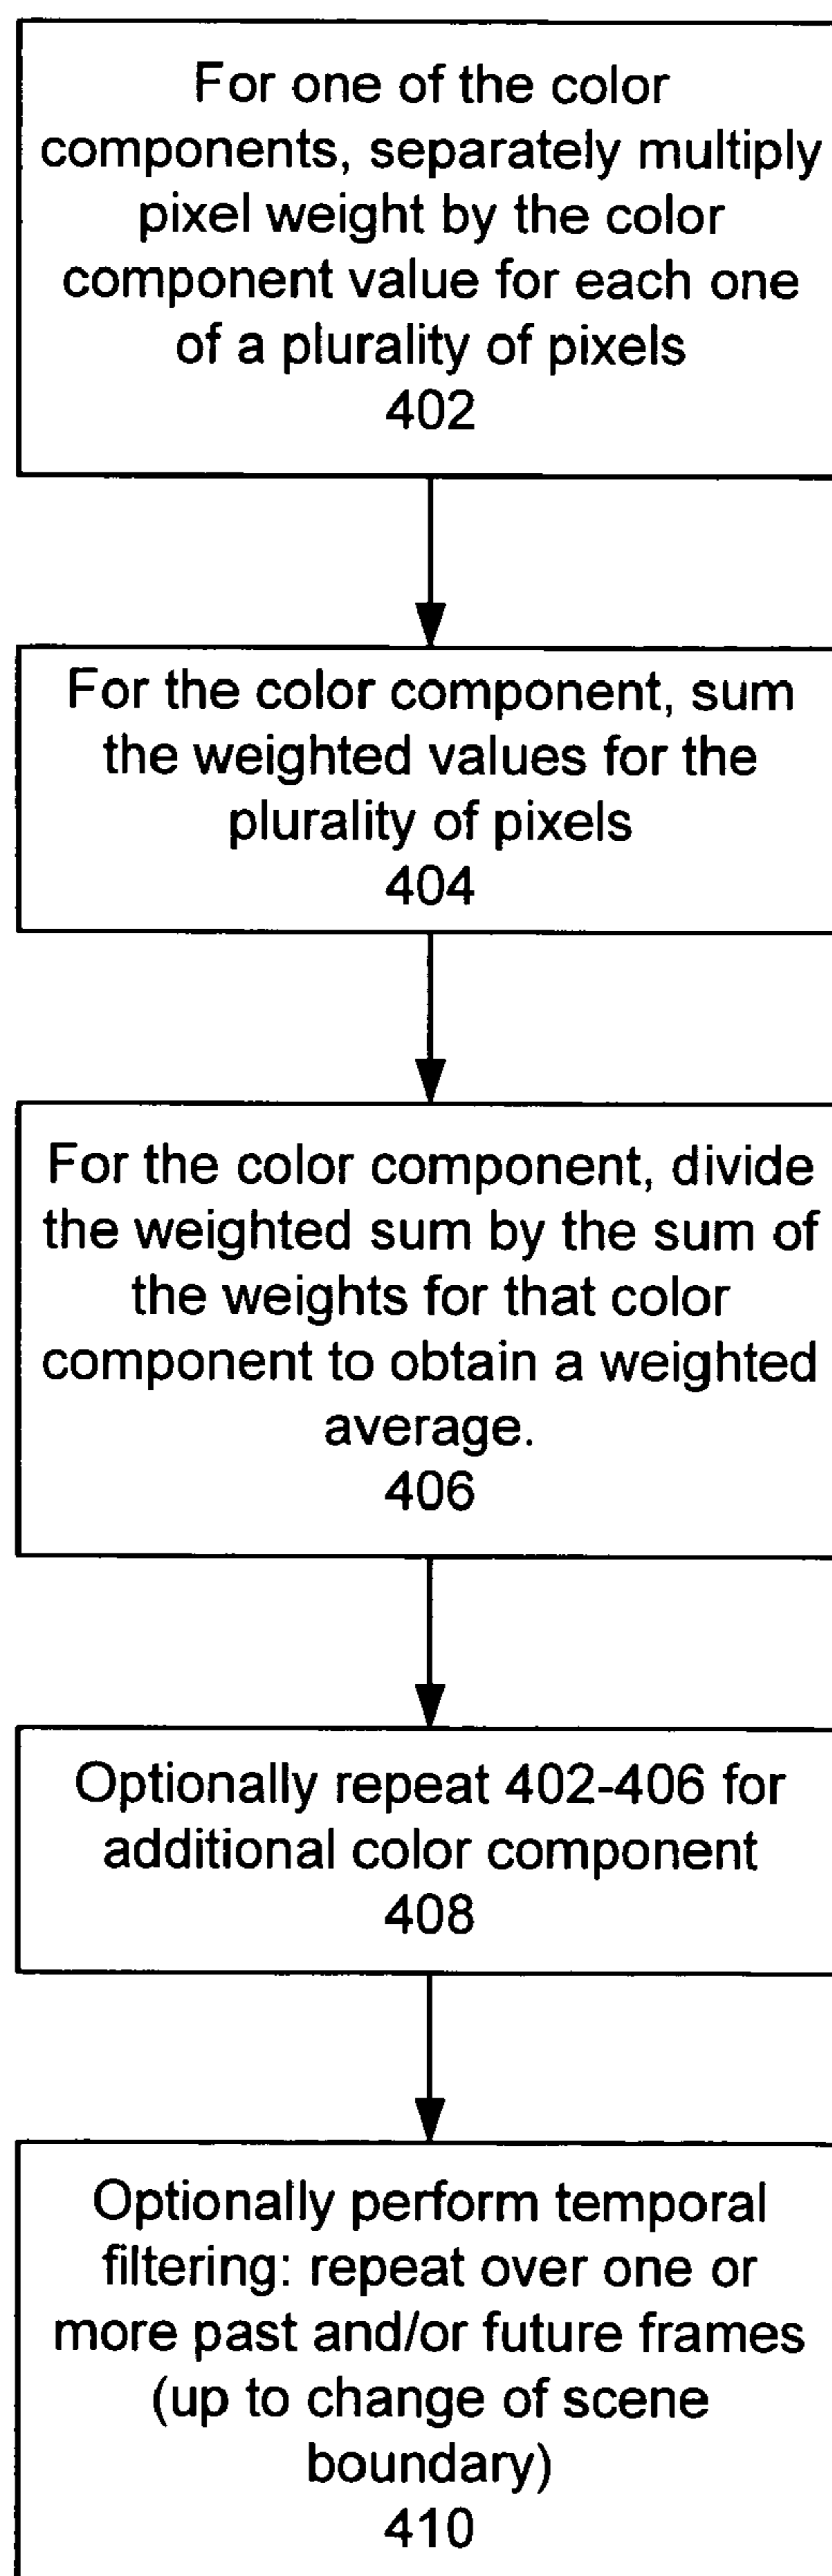 For one of the color
components, separately multiply
pixel weight by the color
component value for each one
of a plurality of pixels
402
For the color component, sum
the weighted values for the
plurality of pixels
404
For the color component, divide
the weighted sum by the sum of
the weights for that color
component to obtain a weighted
average.
406
Optionally repeat 402-406 for
additional color component
408
Optionally perform temporal
filtering: repeat over one or
more past and/or future frames
(up to change of scene
boundary)
410